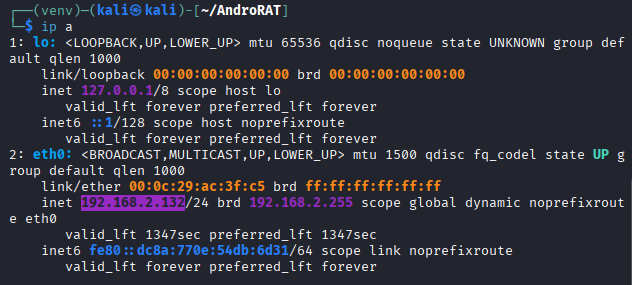 ┌──(venv)─(kali㉿kali)-[~/AndroRAT]
└─$ ip a
1: lo: <LOOPBACK,UP,LOWER_UP> mtu 65536 qdisc noqueue state UNKNOWN group def
ault qlen 1000
    link/loopback 00:00:00:00:00:00 brd 00:00:00:00:00:00
    inet 127.0.0.1/8 scope host lo
       valid_lft forever preferred_lft forever
    inet6 ::1/128 scope host noprefixroute
       valid_lft forever preferred_lft forever
2: eth0: <BROADCAST,MULTICAST,UP,LOWER_UP> mtu 1500 qdisc fq_codel state UP g
roup default qlen 1000
    link/ether 00:0c:29:ac:3f:c5 brd ff:ff:ff:ff:ff:ff
    inet 192.168.2.132/24 brd 192.168.2.255 scope global dynamic noprefixrout
e eth0
       valid_lft 1347sec preferred_lft 1347sec
    inet6 fe80::dc8a:770e:54db:6d31/64 scope link noprefixroute
       valid_lft forever preferred_lft forever